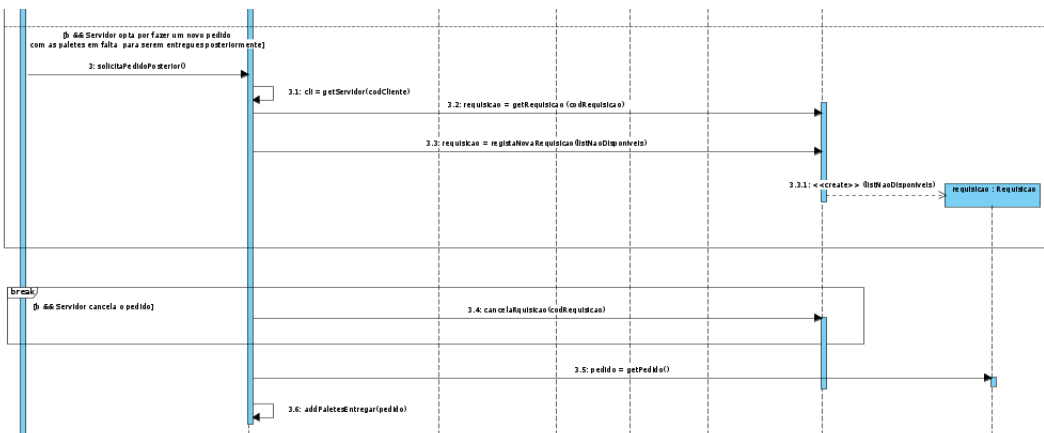 [b && Servidor opta por fazer um novo pedido
com as paletes em falta para serem entregues posteriormente]
3: solicitaPedidoPosterior()
3.1: cli = getServidor(codCliente)
3.2: requisicao = getRequisicao (codRequisicao)
3.3: requisicao = registaNovaRequisicao(listNaoDisponiveis)
3.3.1: <<create>> (listNaoDisponiveis)
requisicao : Requisicao
break
[b && Servidor cancela o pedido]
3.4: cancelaRquisicao(codRequisicao)
3.5: pedido = getPedido()
3.6: addPaletesEntregar(pedido)